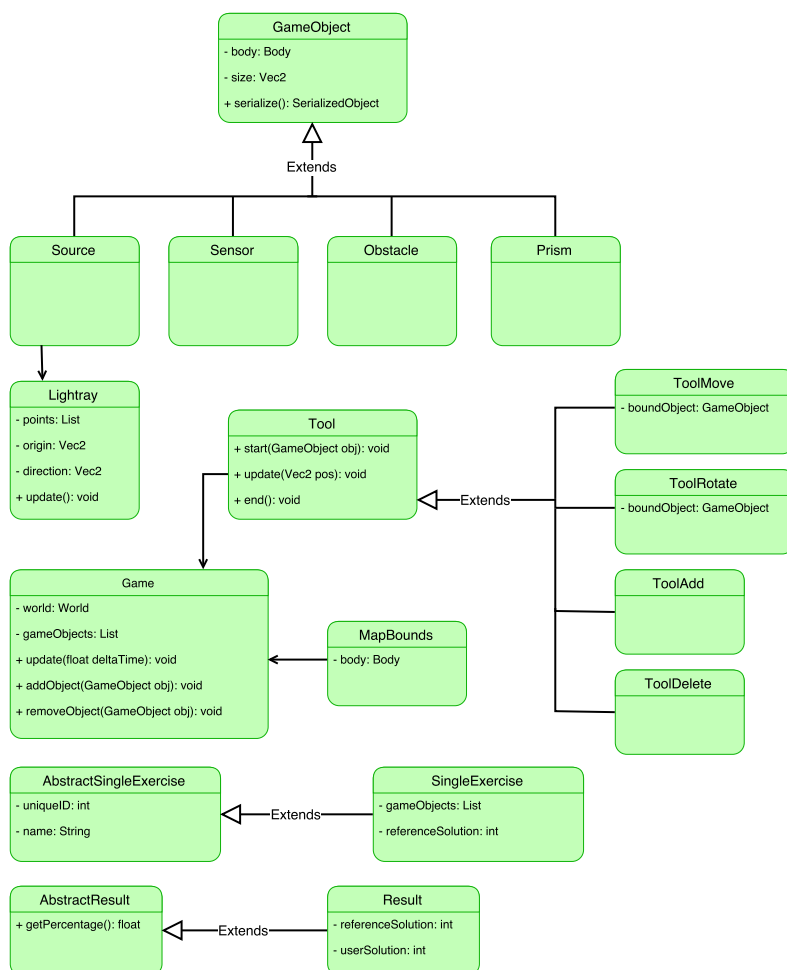 GameObject
- body: Body
- size: Vec2
+ serialize(): SerializedObject
Extends
Source
Sensor
Obstacle
Prism
Lightray
- points: List
- origin: Vec2
- direction: Vec2
+ update(): void
Tool
+ start(GameObject obj): void
+ update(Vec2 pos): void
+ end(): void
Extends
ToolMove
- boundObject: GameObject
ToolRotate
- boundObject: GameObject
ToolAdd
ToolDelete
Game
- world: World
- gameObjects: List
+ update(float deltaTime): void
+ addObject(GameObject obj): void
+ removeObject(GameObject obj): void
MapBounds
- body: Body
AbstractSingleExercise
- uniqueID: int
- name: String
Extends
SingleExercise
- gameObjects: List
- referenceSolution: int
AbstractResult
+ getPercentage(): float
Extends
Result
- referenceSolution: int
- userSolution: int